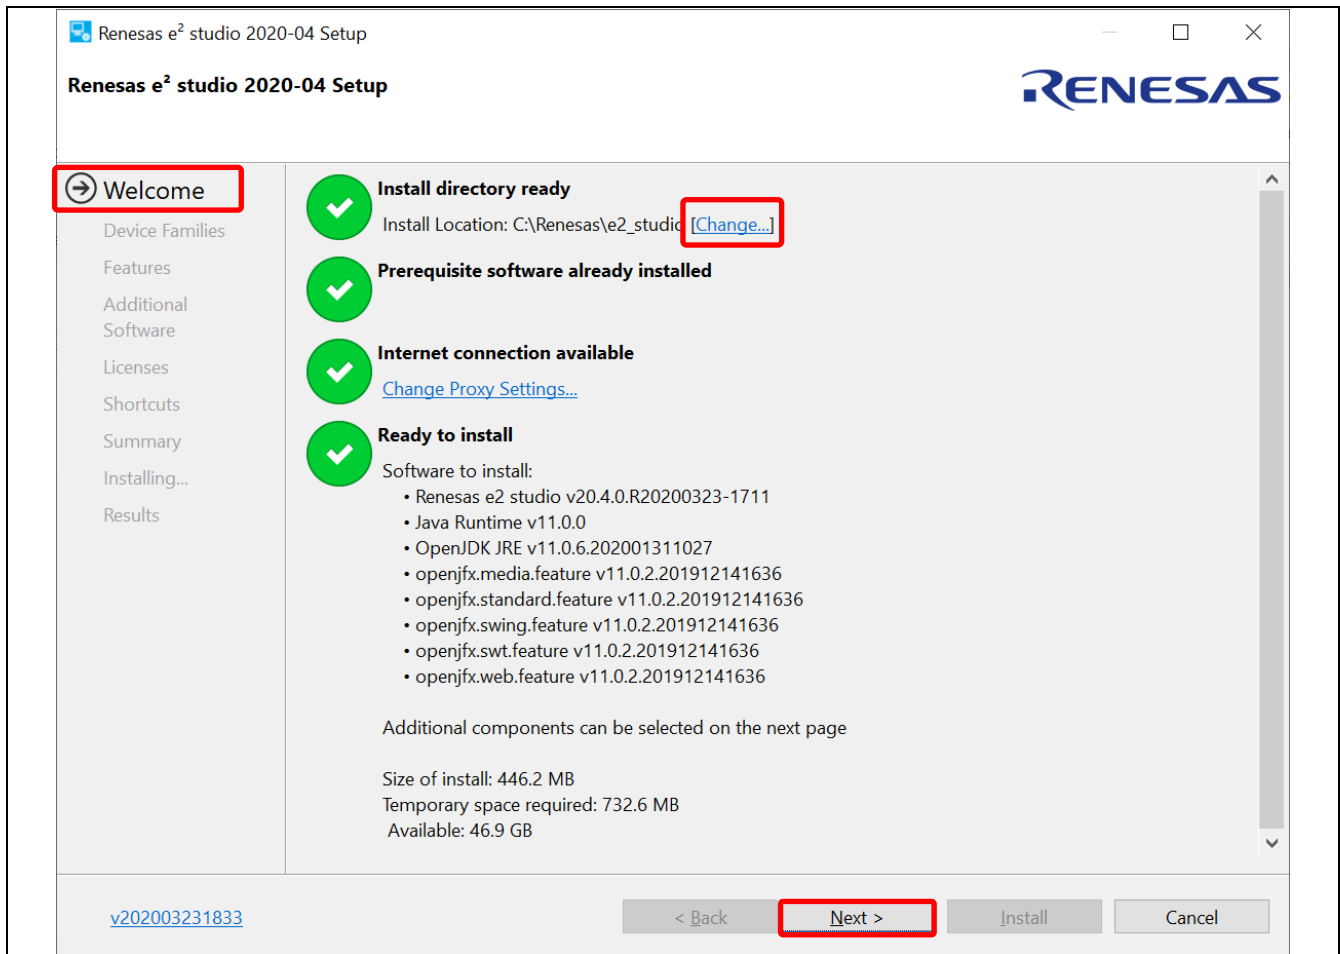 Renesas e² studio 2020-04 Setup
Renesas e² studio 2020-04 Setup
RENESAS
Welcome
Device Families
Features
Additional
Software
Licenses
Shortcuts
Summary
Installing...
Results
Install directory ready
Install Location: C:\Renesas\e2_studio [Change...]
Prerequisite software already installed
Internet connection available
Change Proxy Settings...
Ready to install
Software to install:
• Renesas e2 studio v20.4.0.R20200323-1711
• Java Runtime v11.0.0
• OpenJDK JRE v11.0.6.202001311027
• openjfx.media.feature v11.0.2.201912141636
• openjfx.standard.feature v11.0.2.201912141636
• openjfx.swing.feature v11.0.2.201912141636
• openjfx.swt.feature v11.0.2.201912141636
• openjfx.web.feature v11.0.2.201912141636
Additional components can be selected on the next page
Size of install: 446.2 MB
Temporary space required: 732.6 MB
Available: 46.9 GB
v202003231833
< Back
Next >
Install
Cancel